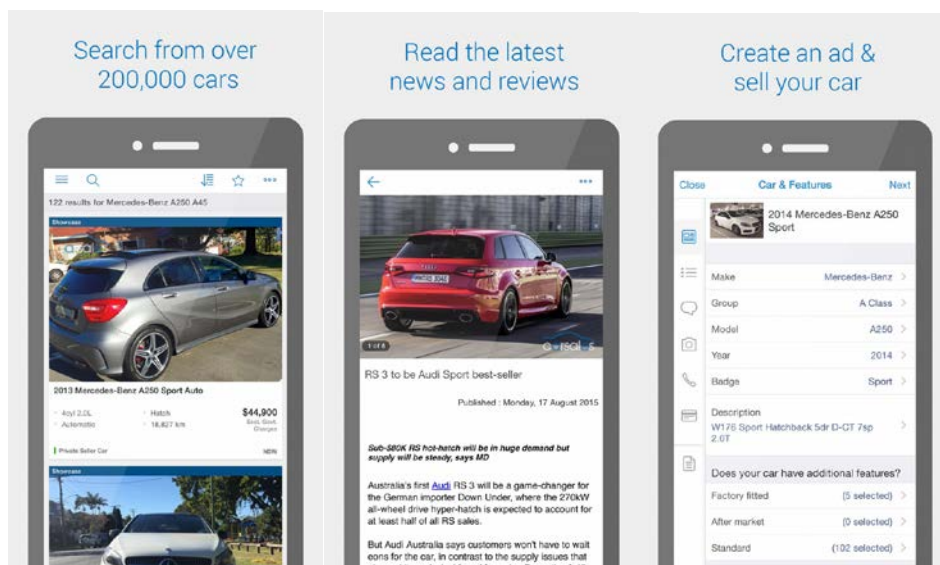 Search from over
200,000 cars
122 results for Mercedes-Benz A250 A45
Showcase
2013 Mercedes-Benz A250 Sport Auto
4cyl 2.0L
Hatch
$44,900
Automatic
18,827 km
Excl. Govt.
Charges
Private Seller Car
NSW
Showcase
Read the latest
news and reviews
1 of 8
RS 3 to be Audi Sport best-seller
Published : Monday, 17 August 2015
Sub-$80K RS hot-hatch will be in huge demand but
supply will be steady, says MD
Australia's first Audi RS 3 will be a game-changer for
the German importer Down Under, where the 270kW
all-wheel drive hyper-hatch is expected to account for
at least half of all RS sales.
But Audi Australia says customers won't have to wait
eons for the car, in contrast to the supply issues that
Create an ad &
sell your car
Close Car & Features Next
2014 Mercedes-Benz A250
Sport
Make Mercedes-Benz
Group A Class
Model A250
Year 2014
Badge Sport
Description
W176 Sport Hatchback 5dr D-CT 7sp
2.0T
Does your car have additional features?
Factory fitted (5 selected)
After market (0 selected)
Standard (102 selected)